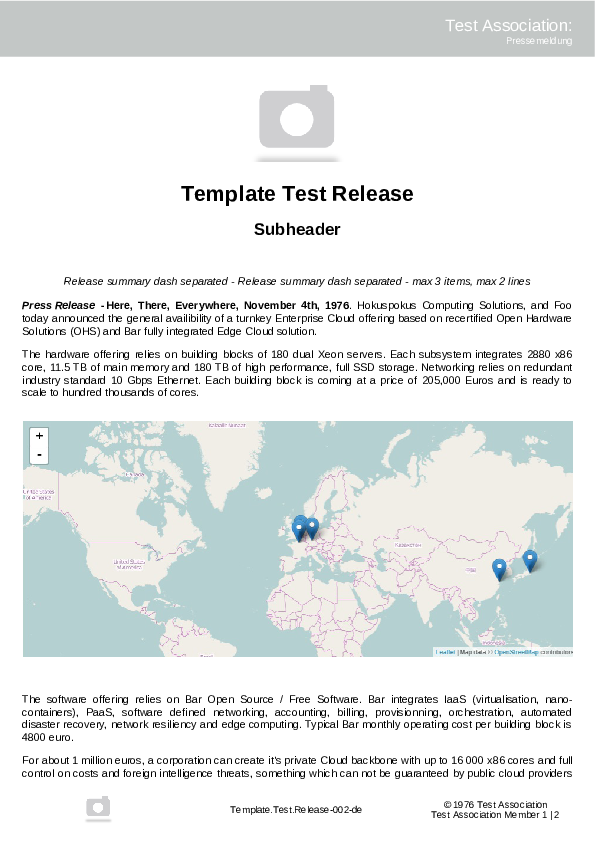 Test Association:
Pressemeldung
Template Test Release
Subheader
Release summary dash separated - Release summary dash separated - max 3 items, max 2 lines
Press Release - Here, There, Everywhere, November 4th, 1976. Hokuspokus Computing Solutions, and Foo
today announced the general availibility of a turnkey Enterprise Cloud offering based on recertified Open Hardware
Solutions (OHS) and Bar fully integrated Edge Cloud solution.
The hardware offering relies on building blocks of 180 dual Xeon servers. Each subsystem integrates 2880 x86
core, 11.5 TB of main memory and 180 TB of high performance, full SSD storage. Networking relies on redundant
industry standard 10 Gbps Ethernet. Each building block is coming at a price of 205,000 Euros and is ready to
scale to hundred thousands of cores.
+
-
Kalaallit Nunaat
Canada
United States
of America
United States
of America
Leaflet | Map data © OpenStreetMap contributors
The software offering relies on Bar Open Source / Free Software. Bar integrates IaaS (virtualisation, nano-
containers), PaaS, software defined networking, accounting, billing, provisionning, orchestration, automated
disaster recovery, network resiliency and edge computing. Typical Bar monthly operating cost per building block is
4800 euro.
For about 1 million euros, a corporation can create it's private Cloud backbone with up to 16 000 x86 cores and full
control on costs and foreign intelligence threats, something which can not be guaranteed by public cloud providers
Template.Test.Release-002-de
© 1976 Test Association
Test Association Member 1 | 2